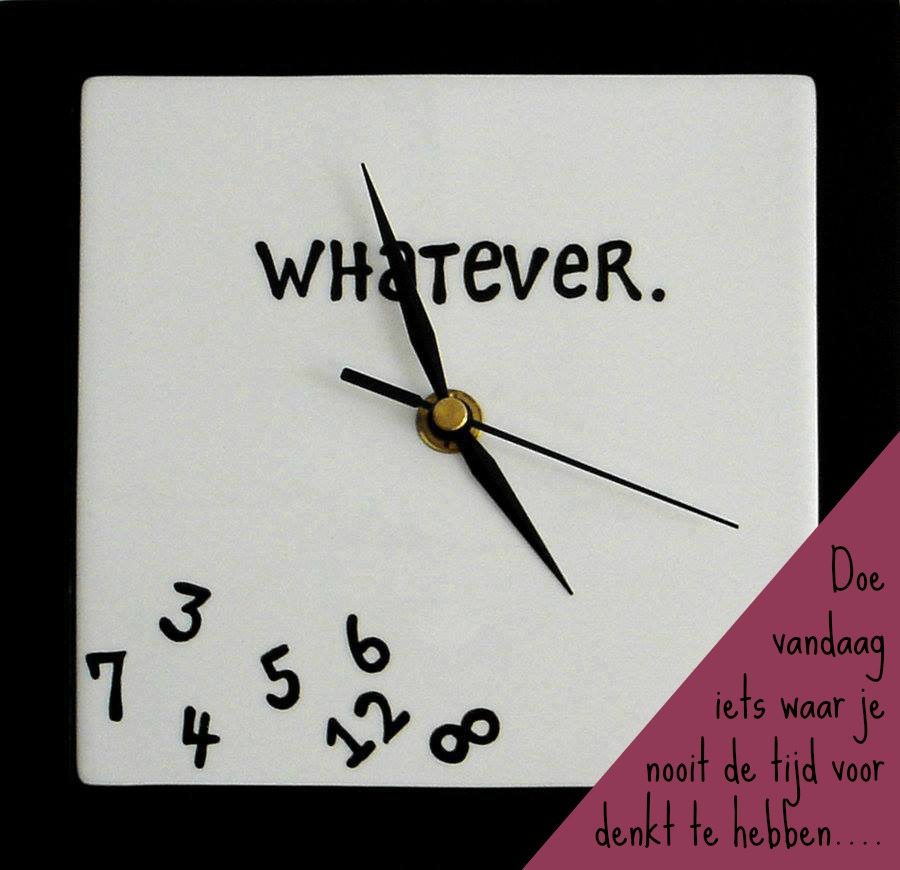 WHaTeVeR.
3
7 5 6
4 12 8
Doe
vandaag
iets waar je
nooit de tijd voor
denkt te hebben....